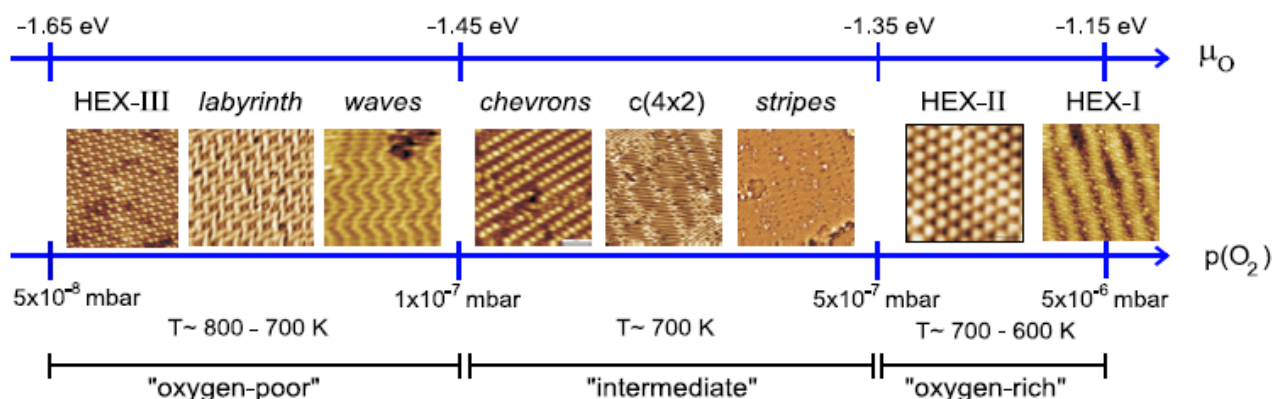 -1.65 eV -1.45 eV -1.35 eV -1.15 eV
μO
HEX-III labyrinth waves chevrons c(4x2) stripes HEX-II HEX-I
p(O2)
5x10-8 mbar 1x10-7 mbar 5x10-7 mbar 5x10-6 mbar
T~ 800 - 700 K T~ 700 K T~ 700 - 600 K
"oxygen-poor" "intermediate" "oxygen-rich"